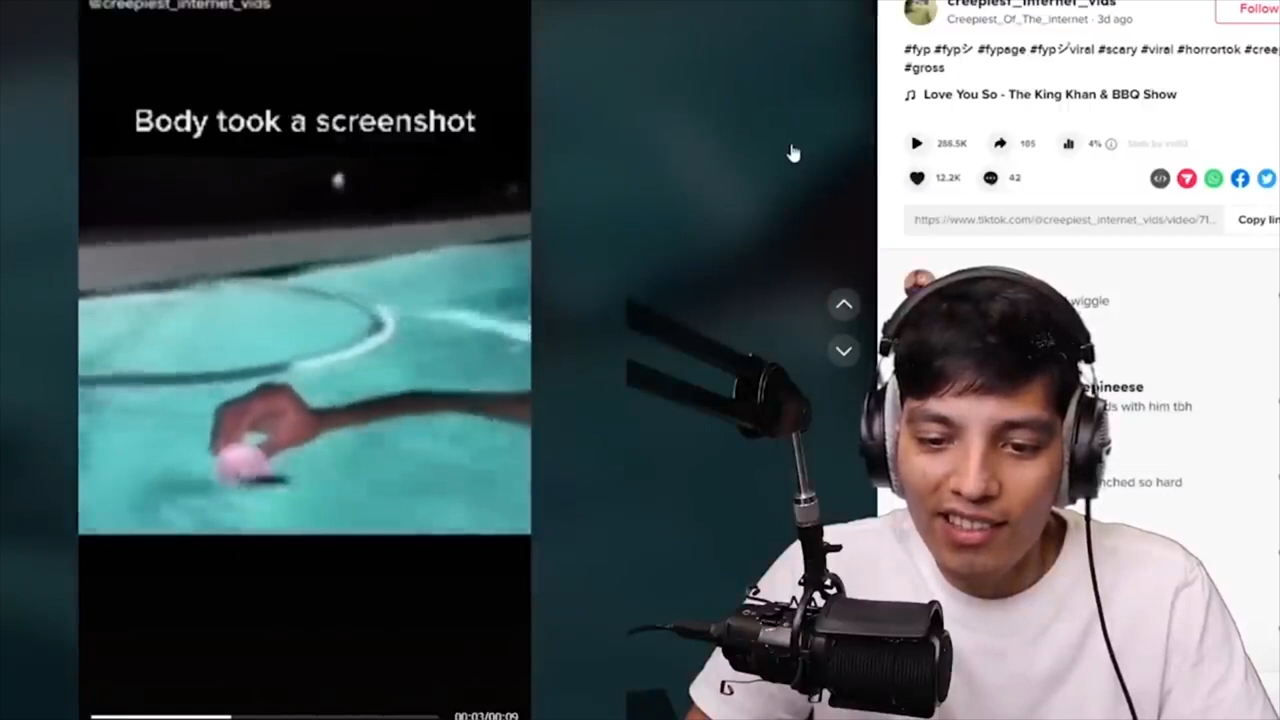 @creepiest_internet_vids
Body took a screenshot
00:03/00:09
creepiest_internet_vids
Creepiest_Of_The_Internet · 3d ago
Follow
#fyp #fypシ #fypage #fypシviral #scary #viral #horrortok #cree
#gross
Love You So - The King Khan & BBQ Show
286.5K
105
4%
12.2K
42
https://www.tiktok.com/@creepiest_internet_vids/video/71...
Copy lin
wiggle
epineese
ds with him tbh
nched so hard